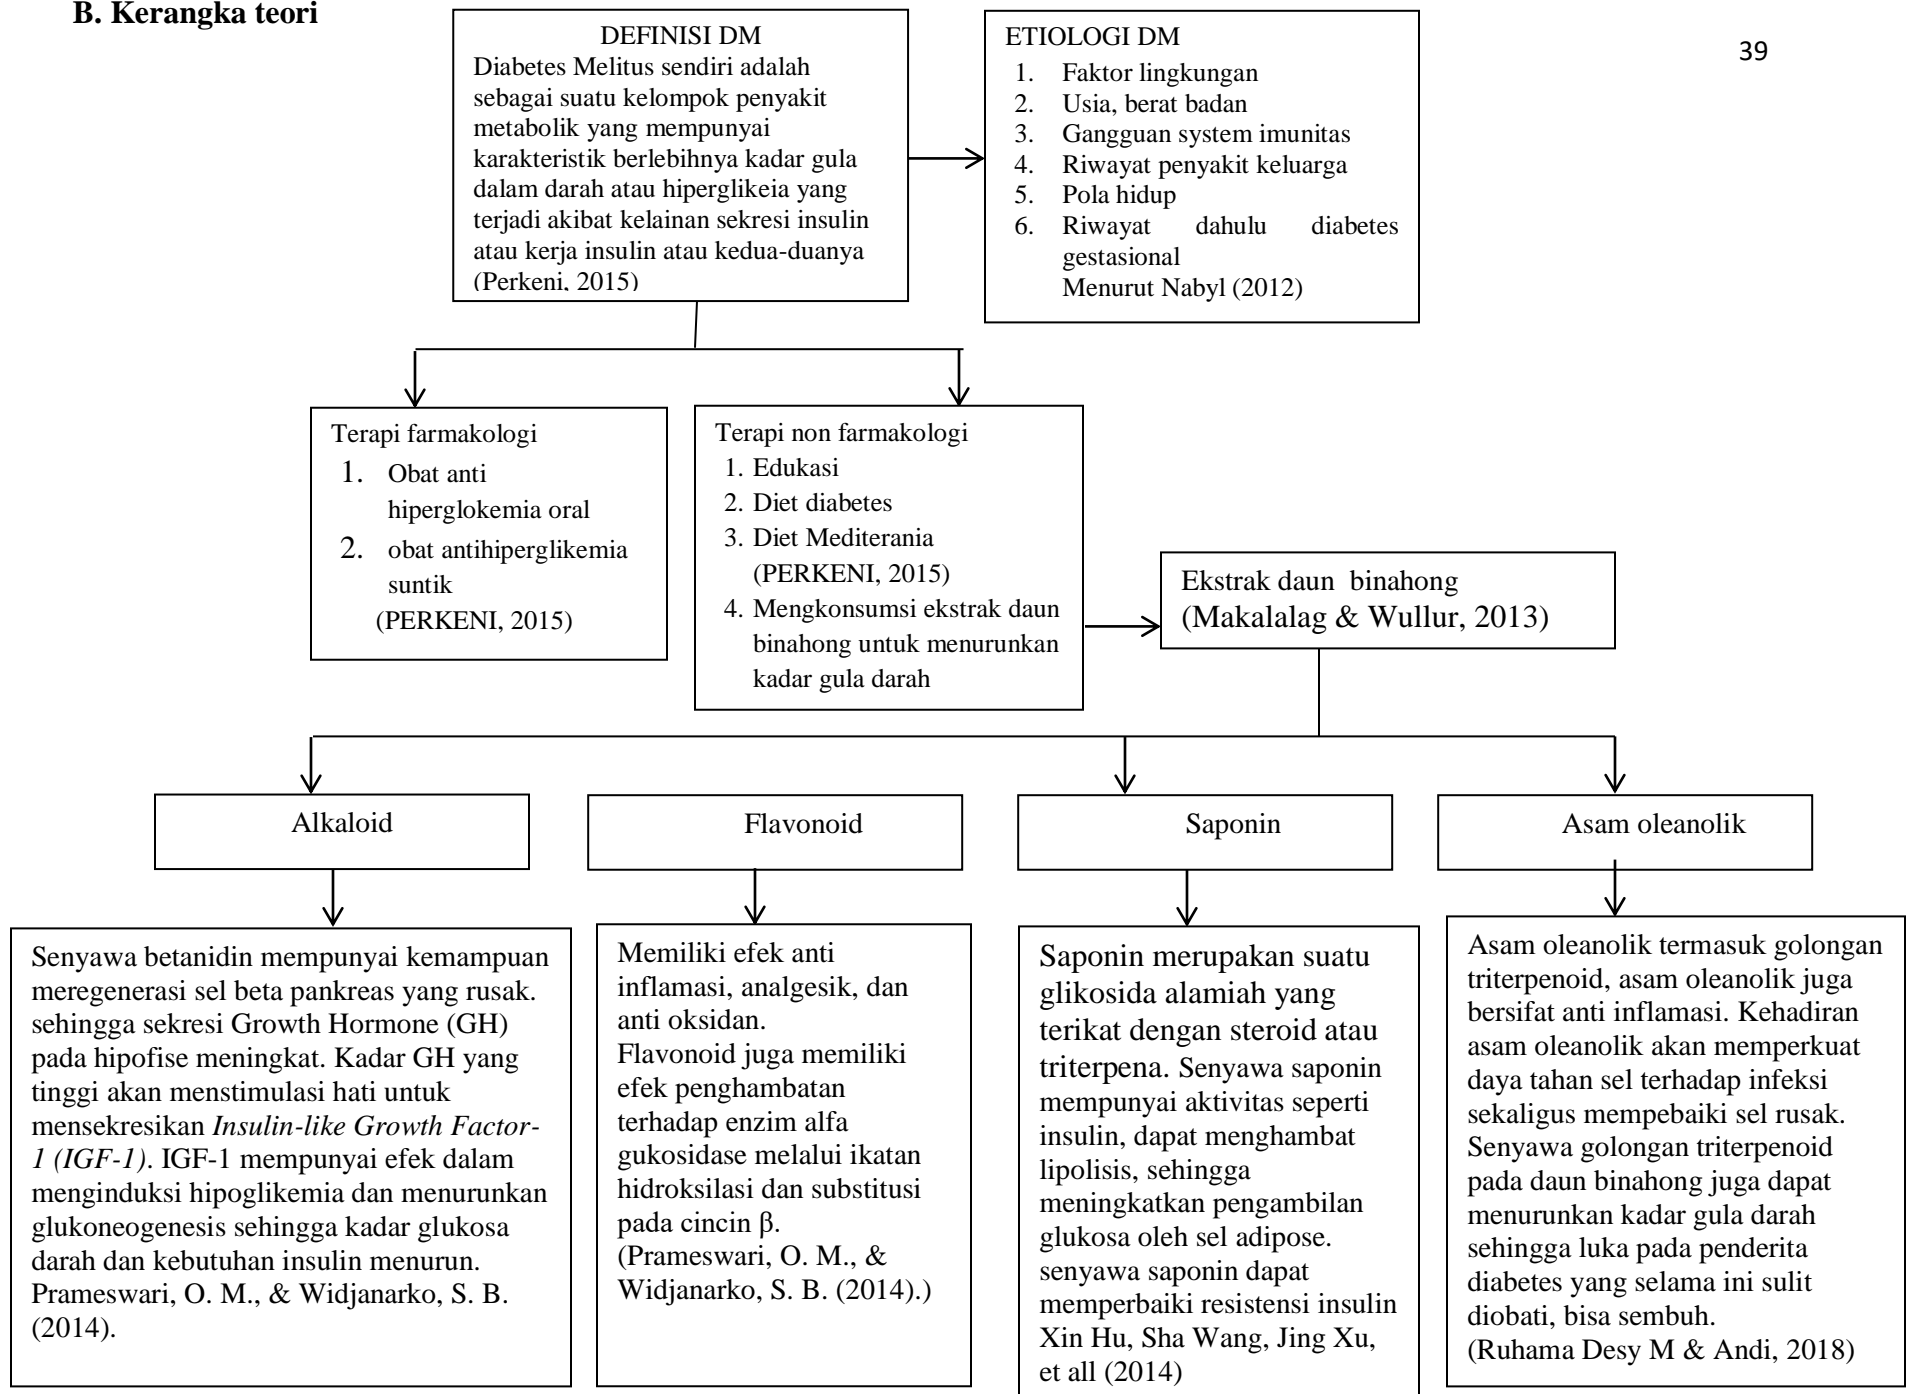 B. Kerangka teori
39
DEFINISI DM
Diabetes Melitus sendiri adalah
sebagai suatu kelompok penyakit
metabolik yang mempunyai
karakteristik berlebihnya kadar gula
dalam darah atau hiperglikeia yang
terjadi akibat kelainan sekresi insulin
atau kerja insulin atau kedua-duanya
(Perkeni, 2015)
ETIOLOGI DM
1. Faktor lingkungan
2. Usia, berat badan
3. Gangguan system imunitas
4. Riwayat penyakit keluarga
5. Pola hidup
6. Riwayat dahulu diabetes
gestasional
Menurut Nabyl (2012)
Terapi farmakologi
1. Obat anti
hiperglokemia oral
2. obat antihiperglikemia
suntik
(PERKENI, 2015)
Terapi non farmakologi
1. Edukasi
2. Diet diabetes
3. Diet Mediterania
(PERKENI, 2015)
4. Mengkonsumsi ekstrak daun
binahong untuk menurunkan
kadar gula darah
Ekstrak daun binahong
(Makalalag & Wullur, 2013)
Alkaloid
Flavonoid
Saponin
Asam oleanolik
Senyawa betanidin mempunyai kemampuan
meregenerasi sel beta pankreas yang rusak.
sehingga sekresi Growth Hormone (GH)
pada hipofise meningkat. Kadar GH yang
tinggi akan menstimulasi hati untuk
mensekresikan Insulin-like Growth Factor-
1 (IGF-1). IGF-1 mempunyai efek dalam
menginduksi hipoglikemia dan menurunkan
glukoneogenesis sehingga kadar glukosa
darah dan kebutuhan insulin menurun.
Prameswari, O. M., & Widjanarko, S. B.
(2014).
Memiliki efek anti
inflamasi, analgesik, dan
anti oksidan.
Flavonoid juga memiliki
efek penghambatan
terhadap enzim alfa
gukosidase melalui ikatan
hidroksilasi dan substitusi
pada cincin β.
(Prameswari, O. M., &
Widjanarko, S. B. (2014).)
Saponin merupakan suatu
glikosida alamiah yang
terikat dengan steroid atau
triterpena. Senyawa saponin
mempunyai aktivitas seperti
insulin, dapat menghambat
lipolisis, sehingga
meningkatkan pengambilan
glukosa oleh sel adipose.
senyawa saponin dapat
memperbaiki resistensi insulin
Xin Hu, Sha Wang, Jing Xu,
et all (2014)
Asam oleanolik termasuk golongan
triterpenoid, asam oleanolik juga
bersifat anti inflamasi. Kehadiran
asam oleanolik akan memperkuat
daya tahan sel terhadap infeksi
sekaligus mempebaiki sel rusak.
Senyawa golongan triterpenoid
pada daun binahong juga dapat
menurunkan kadar gula darah
sehingga luka pada penderita
diabetes yang selama ini sulit
diobati, bisa sembuh.
(Ruhama Desy M & Andi, 2018)